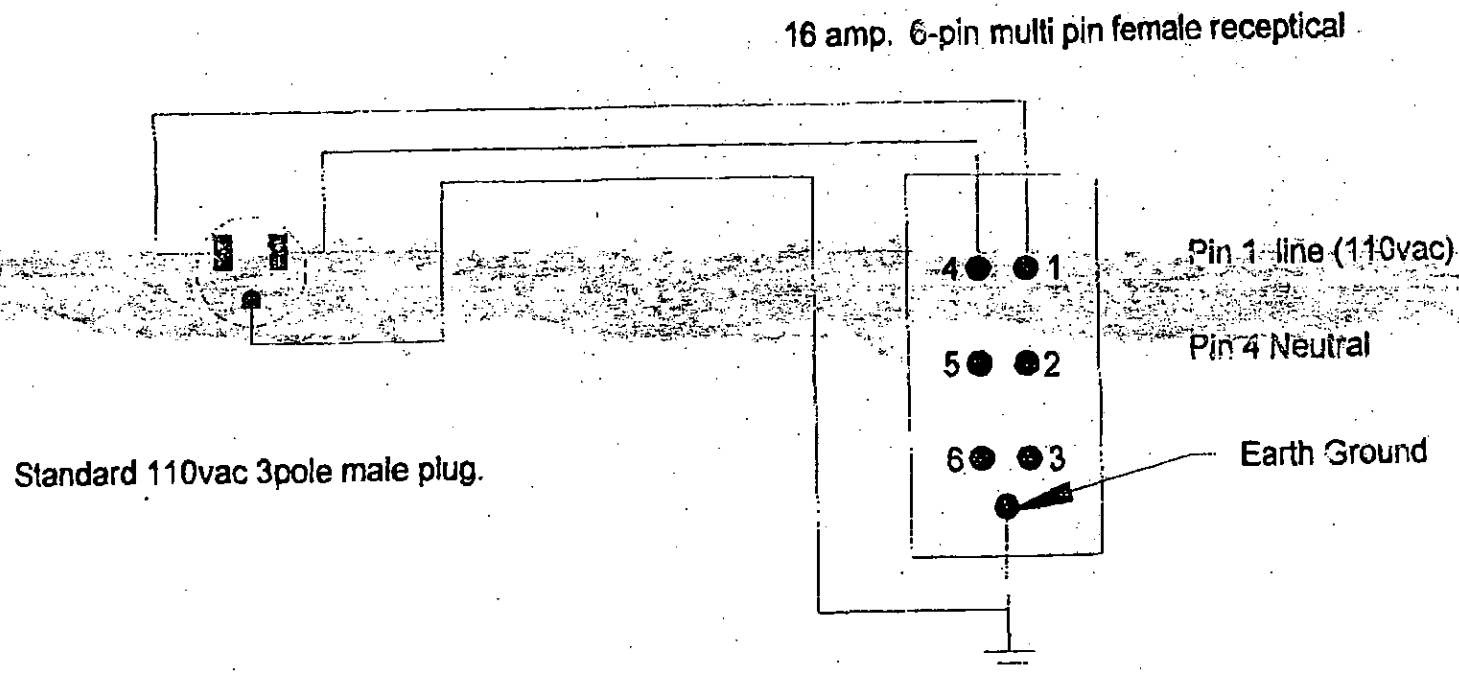 16 amp. 6-pin multi pin female receptical
4 1
Pin 1 line (110vac)
5 2
Pin 4 Neutral
6 3
Earth Ground
Standard 110vac 3pole male plug.